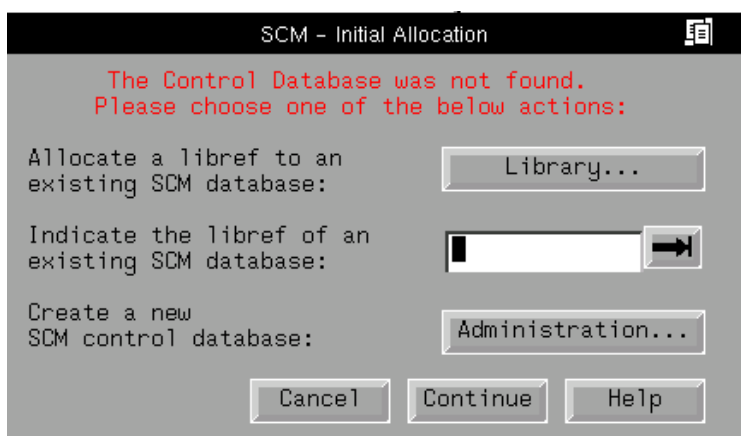 SCM – Initial Allocation
The Control Database was not found.
Please choose one of the below actions:
Allocate a libref to an
existing SCM database:
Library...
Indicate the libref of an
existing SCM database:
Create a new
SCM control database:
Administration...
Cancel Continue Help